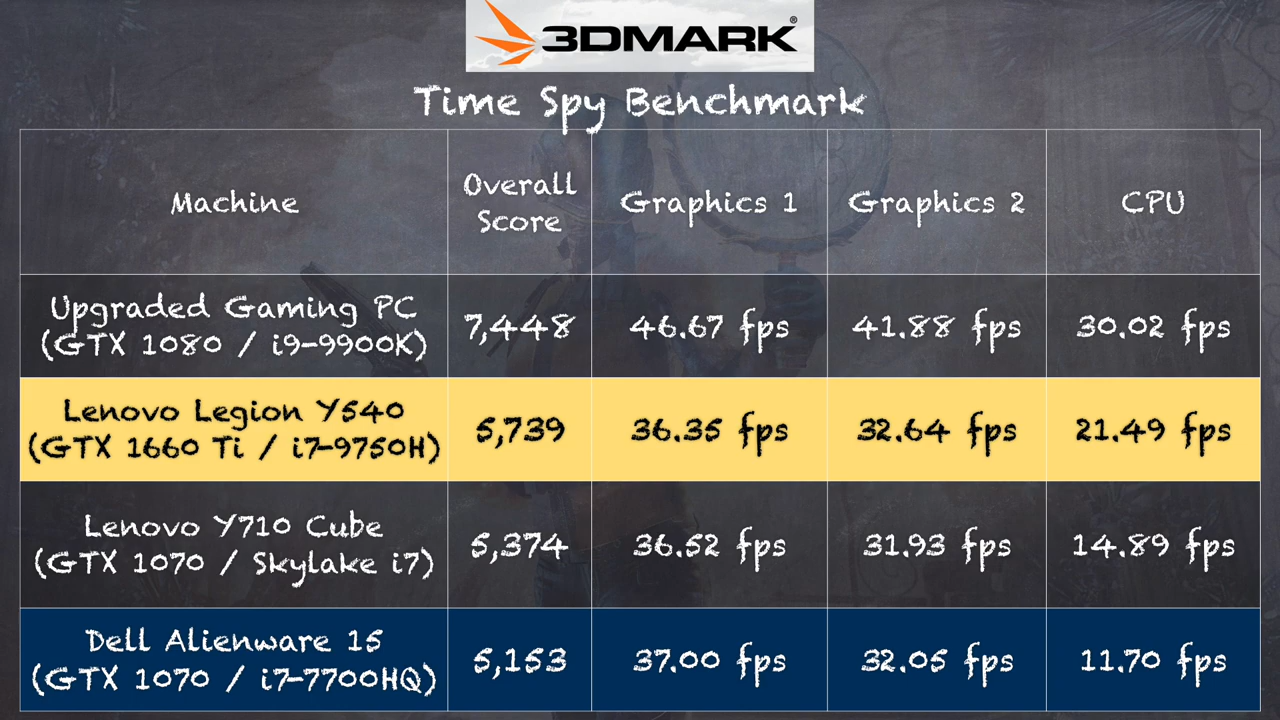 3DMARK®
Time Spy Benchmark
Machine
Overall
Score
Graphics 1
Graphics 2
CPU
Upgraded Gaming PC
(GTX 1080 / i9-9900K)
7,448
46.67 fps
41.88 fps
30.02 fps
Lenovo Legion Y540
(GTX 1660 Ti / i7-9750H)
5,739
36.35 fps
32.64 fps
21.49 fps
Lenovo Y710 Cube
(GTX 1070 / Skylake i7)
5,374
36.52 fps
31.93 fps
14.89 fps
Dell Alienware 15
(GTX 1070 / i7-7700HQ)
5,153
37.00 fps
32.05 fps
11.70 fps